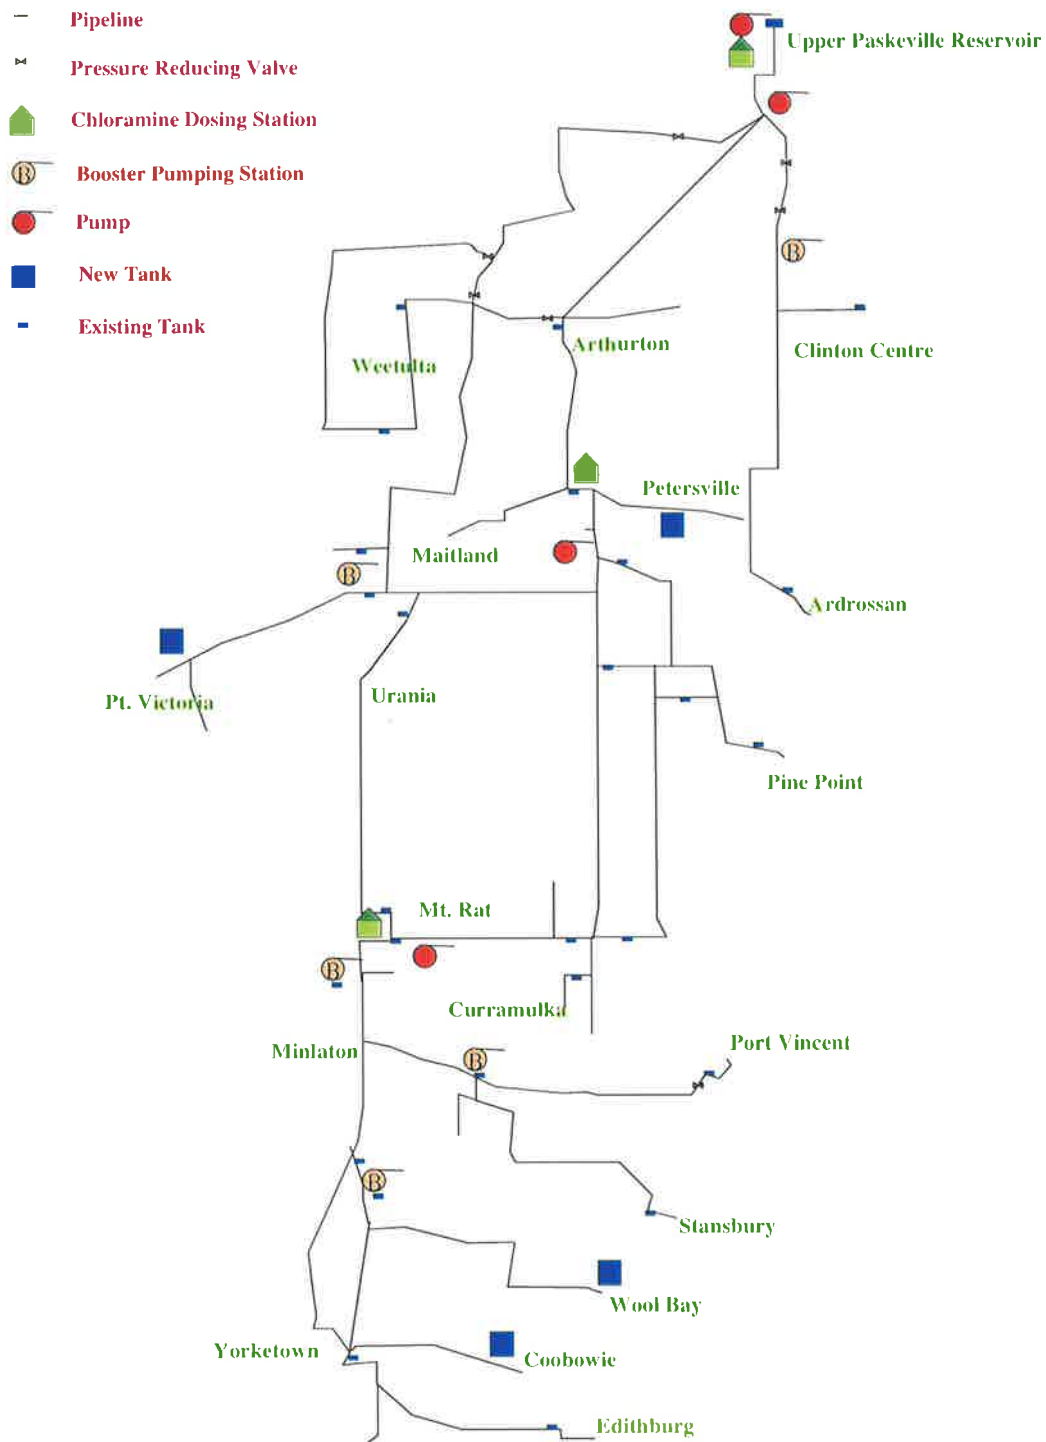 Pipeline
Pressure Reducing Valve
Chloramine Dosing Station
B Booster Pumping Station
Pump
New Tank
Existing Tank
Upper Paskeville Reservoir
B
Arthurton
Clinton Centre
Weetulta
Petersville
Maitland
B
Ardrossan
Urania
Pt. Victoria
Pine Point
Mt. Rat
B
Curramulka
Minlaton
Port Vincent
B
B
Stansbury
Wool Bay
Yorketown
Coobowie
Edithburg